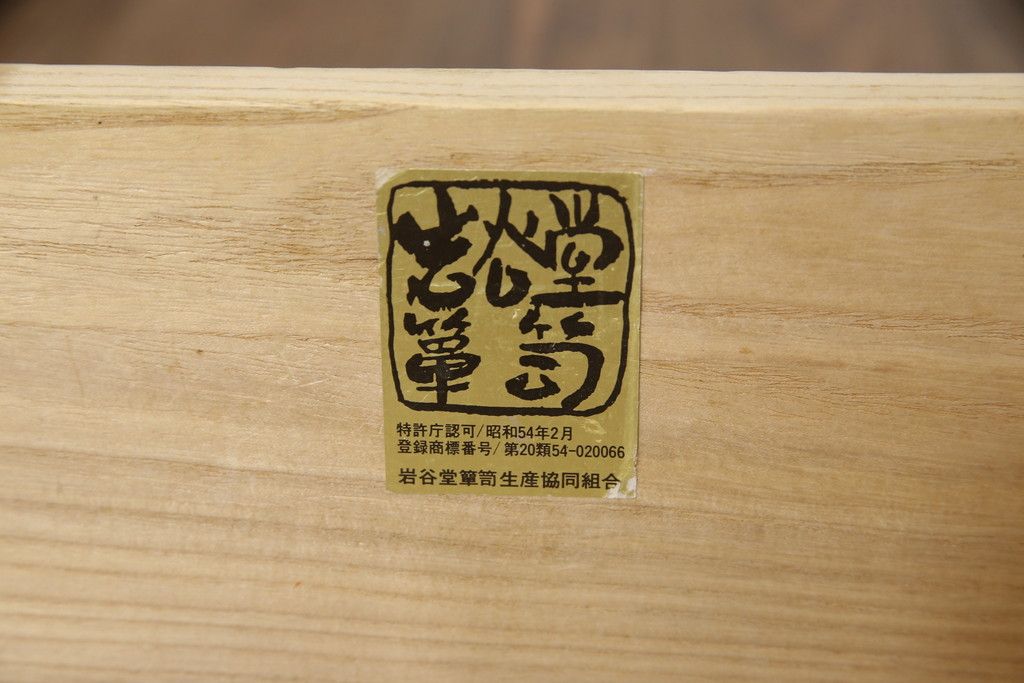 岩谷堂
簞笥
特許庁認可/昭和54年2月
登録商標番号/第20類54-020066
岩谷堂簞笥生産協同組合